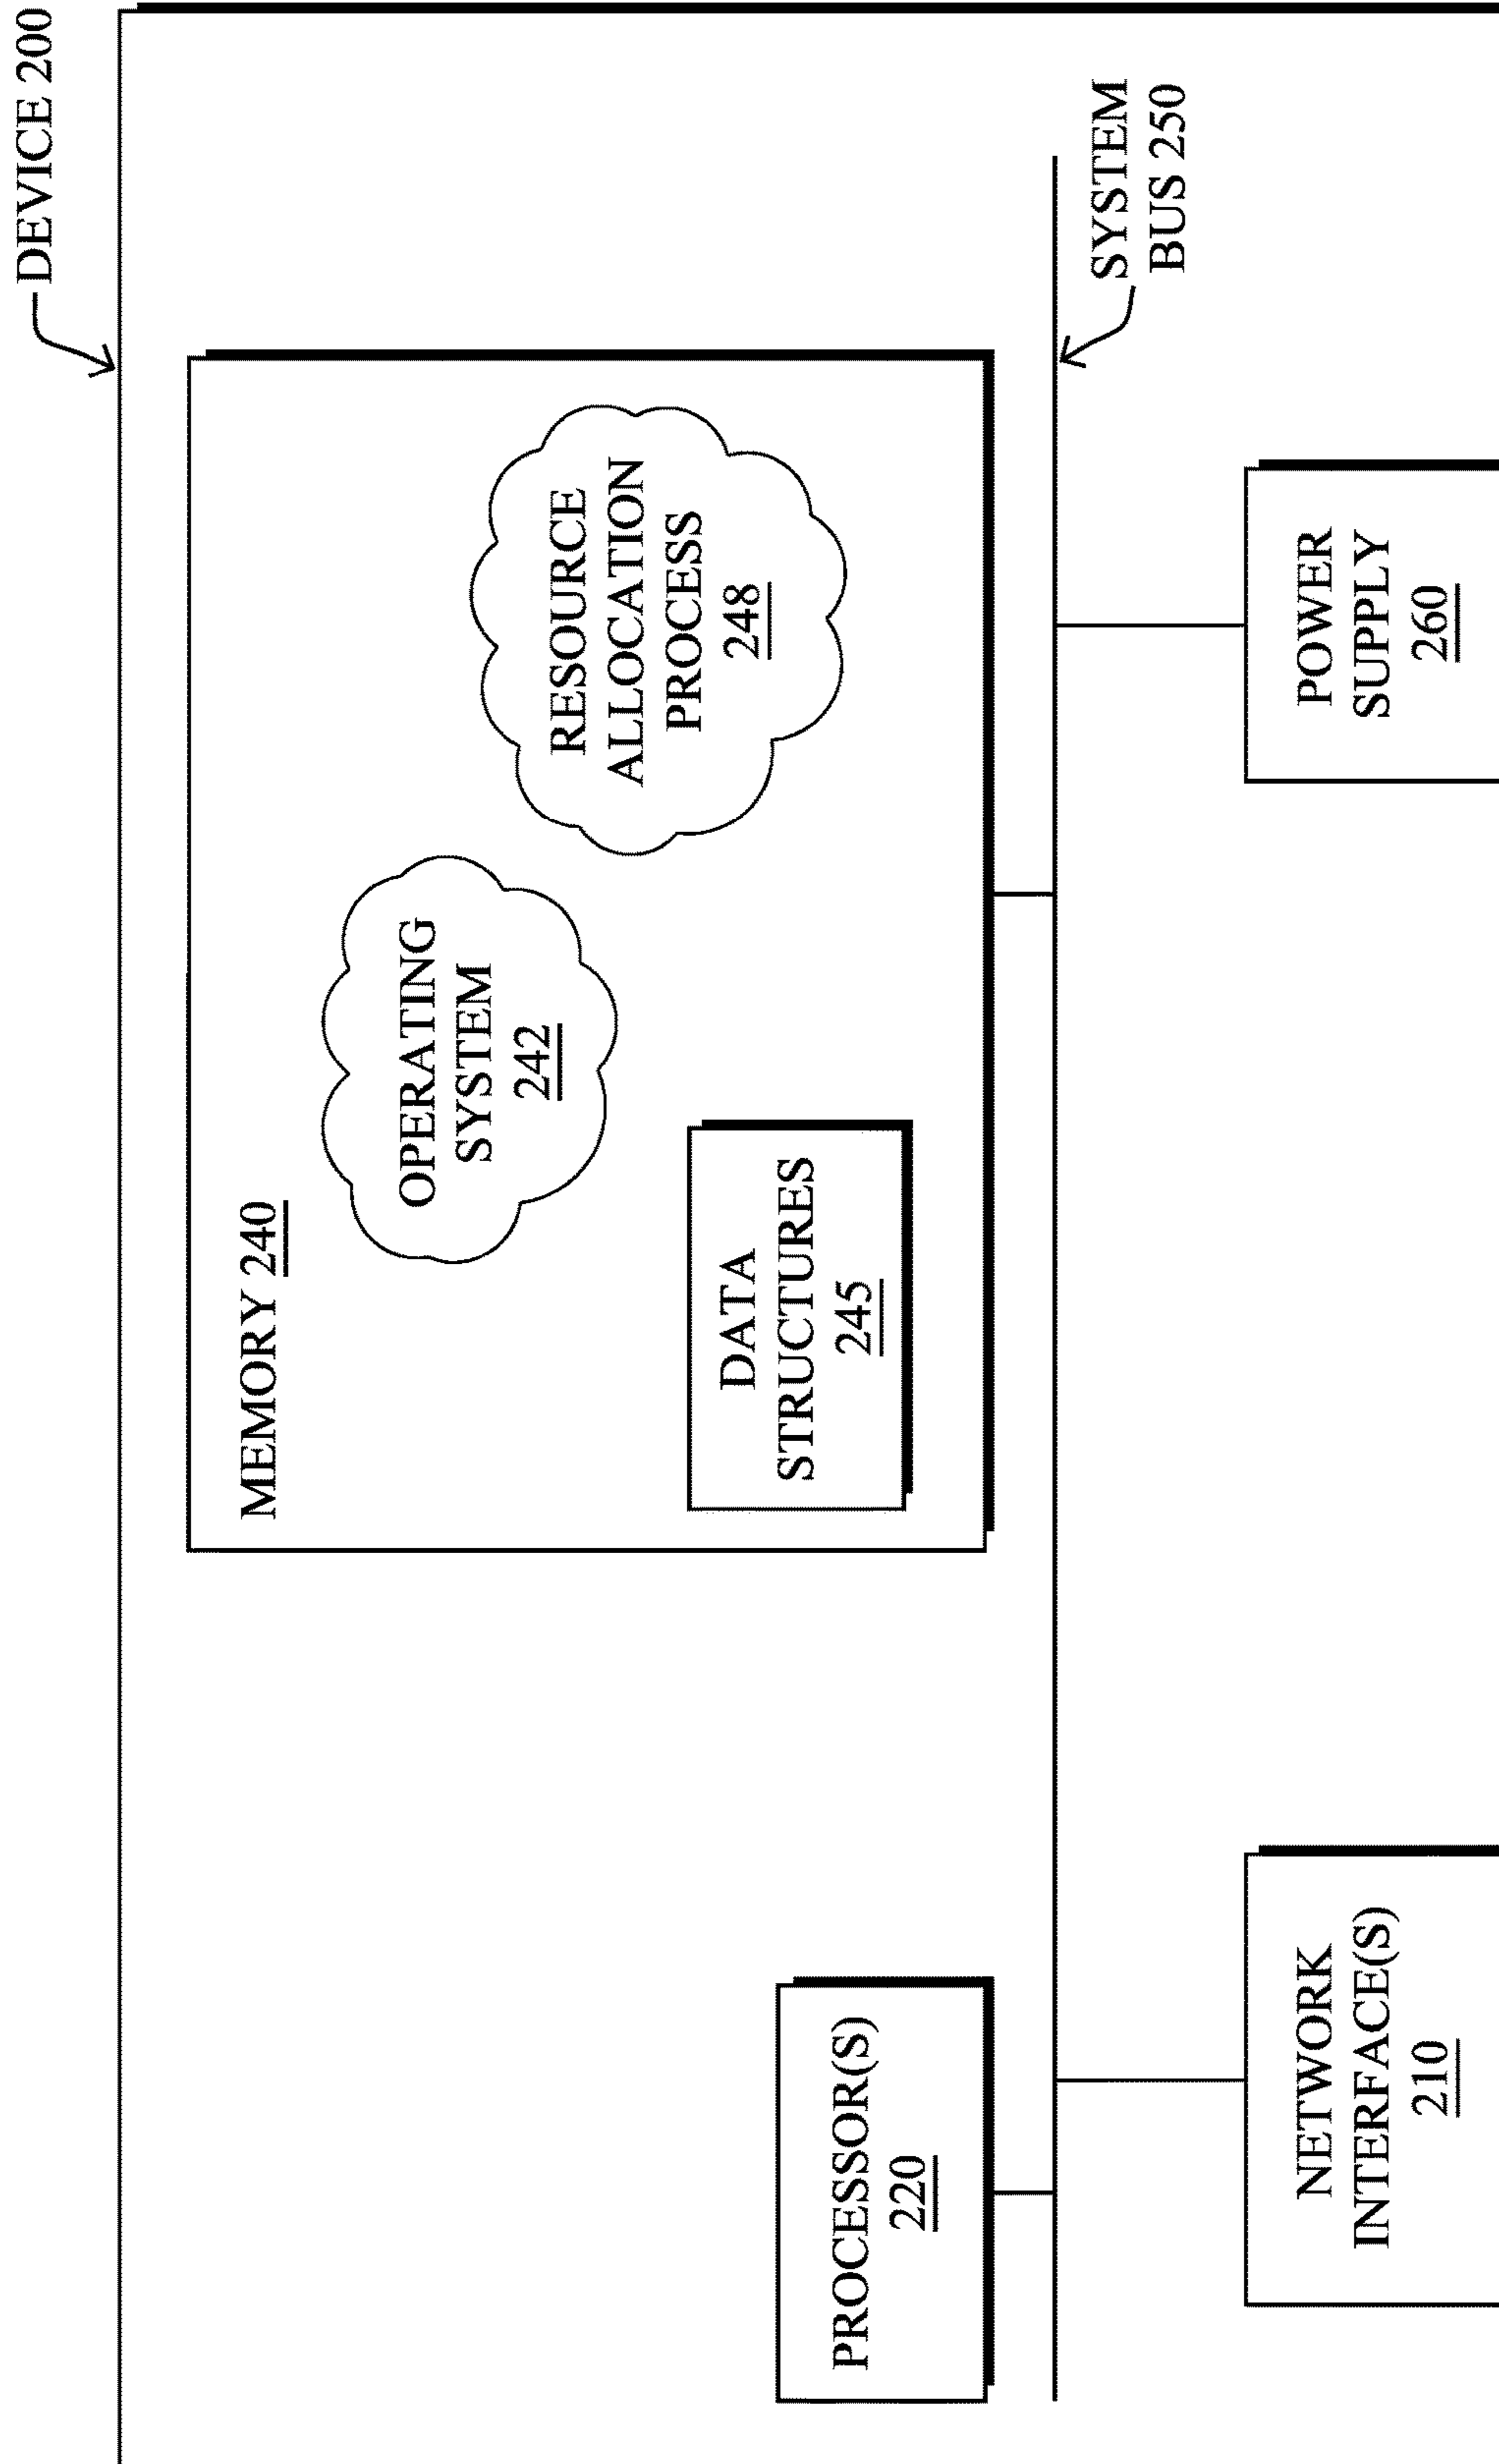 DEVICE 200
MEMORY 240
OPERATING
SYSTEM
242
RESOURCE
ALLOCATION
PROCESS
248
DATA
STRUCTURES
245
PROCESSOR(S)
220
SYSTEM
BUS 250
NETWORK
INTERFACE(S)
210
POWER
SUPPLY
260